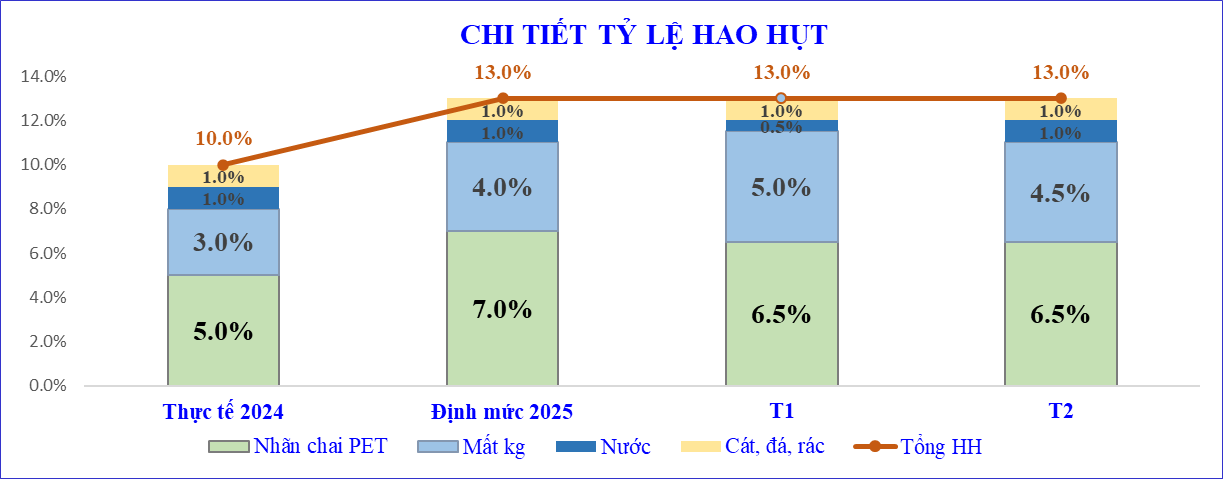 CHI TIẾT TỶ LỆ HAO HỤT
14.0%
12.0%
10.0%
8.0%
6.0%
4.0%
2.0%
0.0%
10.0%
13.0%
13.0%
13.0%
1.0%
1.0%
1.0%
1.0%
1.0%
1.0%
0.5%
1.0%
3.0%
4.0%
5.0%
4.5%
5.0%
7.0%
6.5%
6.5%
Thực tế 2024
Định mức 2025
T1
T2
Nhãn chai PET
Mất kg
Nước
Cát, đá, rác
Tổng HH